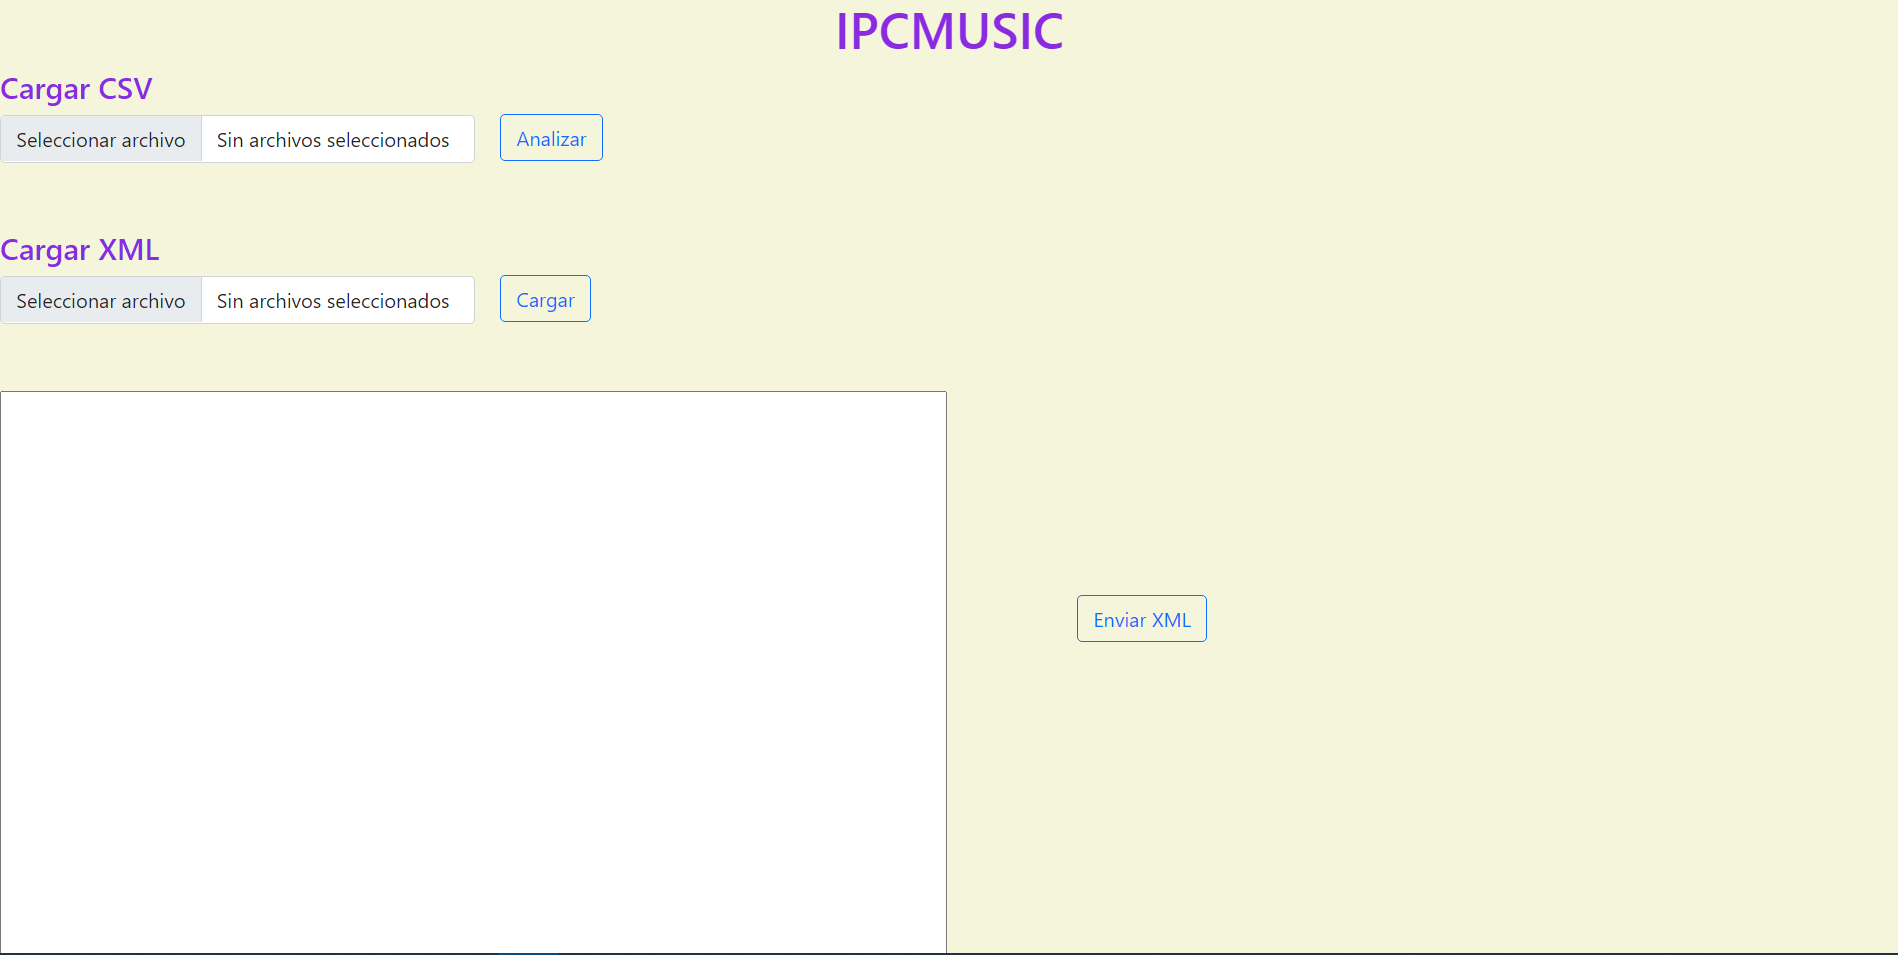 IPCMUSIC
Cargar CSV
Seleccionar archivo Sin archivos seleccionados Analizar
Cargar XML
Seleccionar archivo Sin archivos seleccionados Cargar
Enviar XML